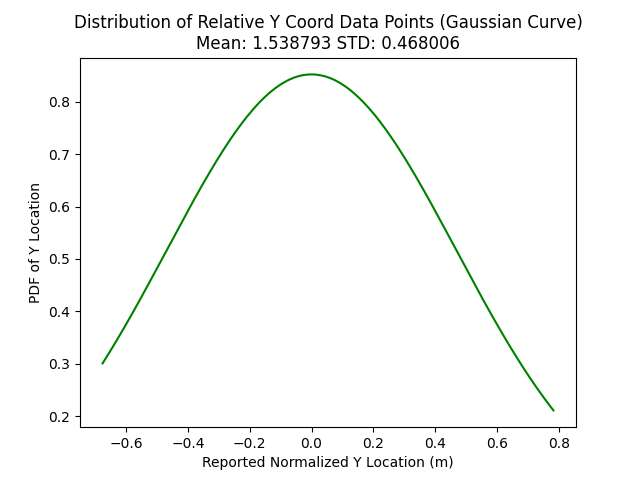 Distribution of Relative Y Coord Data Points (Gaussian Curve)
Mean: 1.538793 STD: 0.468006
PDF of Y Location
0.8
0.7
0.6
0.5
0.4
0.3
0.2
−0.6 −0.4 −0.2 0.0 0.2 0.4 0.6 0.8
Reported Normalized Y Location (m)